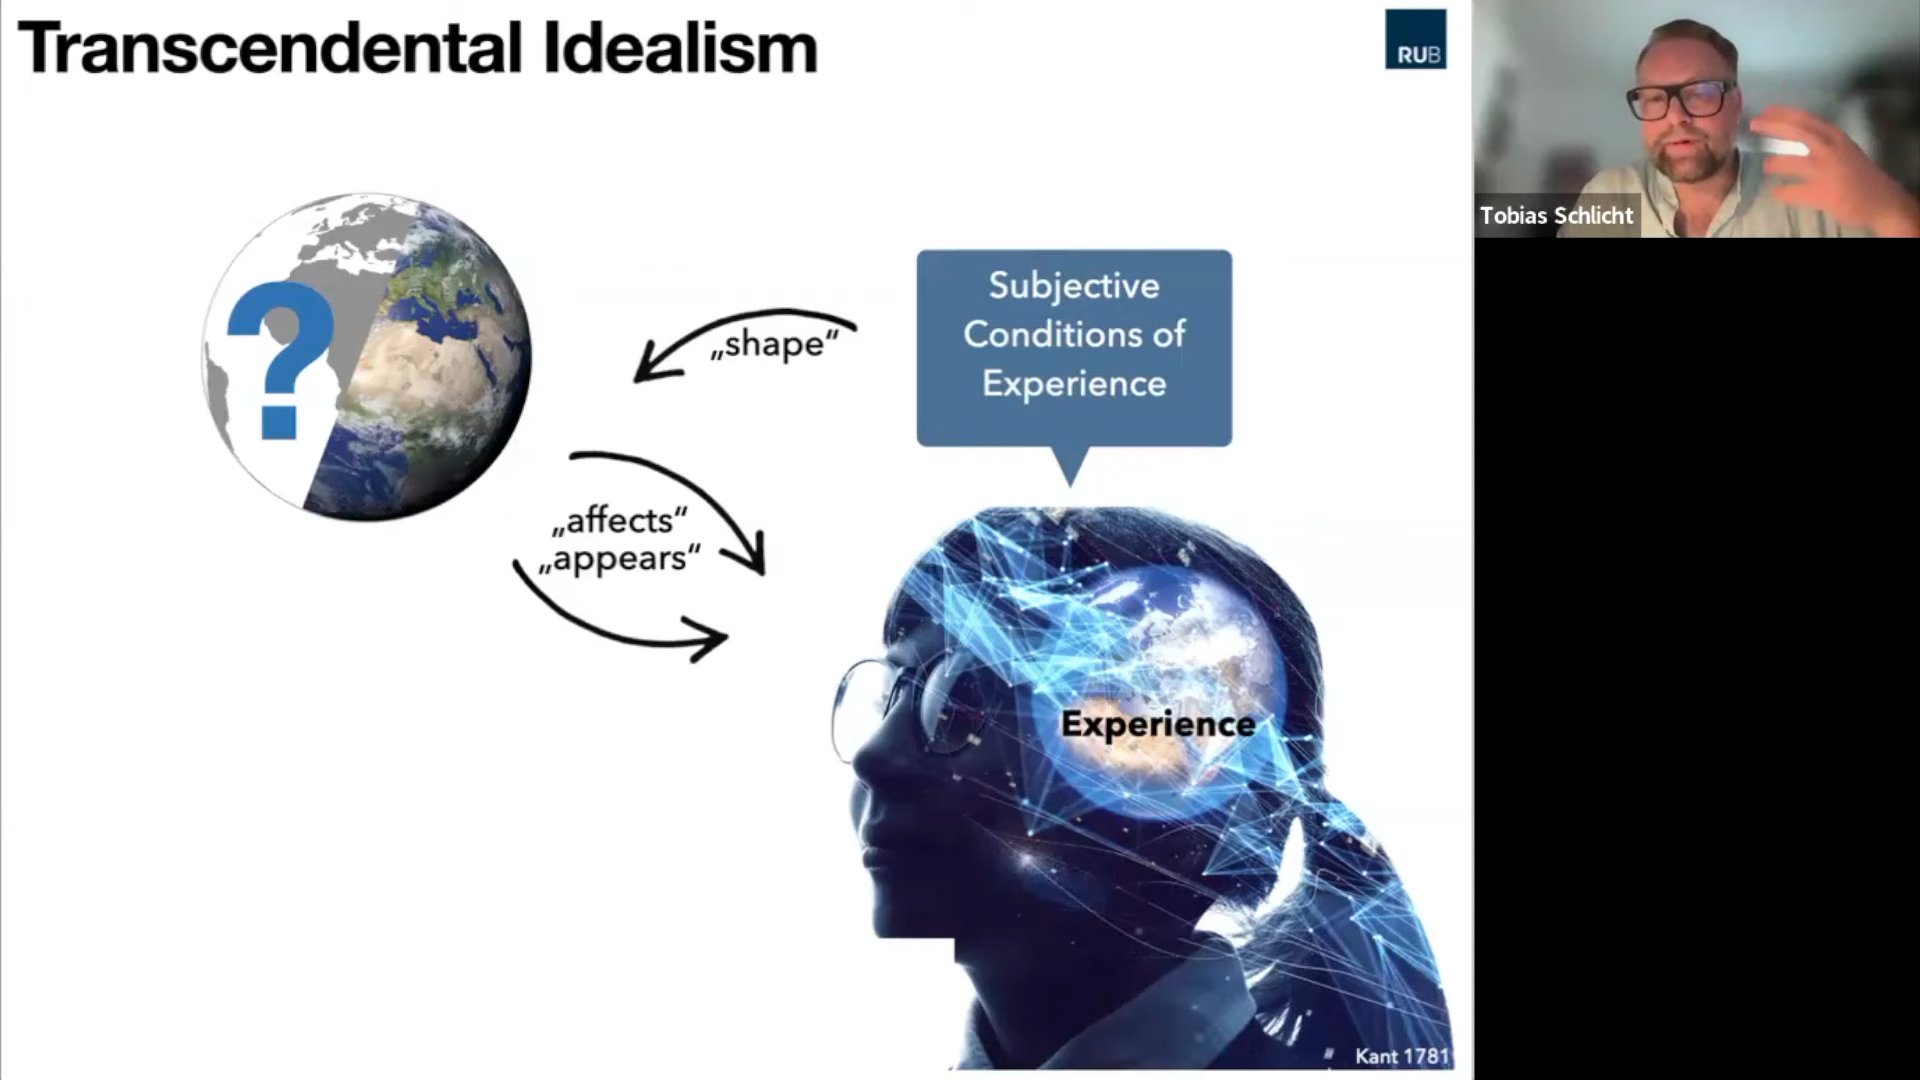 Transcendental Idealism
RUB
Tobias Schlicht
Subjective
Conditions of
Experience
„shape“
„affects“
„appears“
Experience
Kant 1781
?